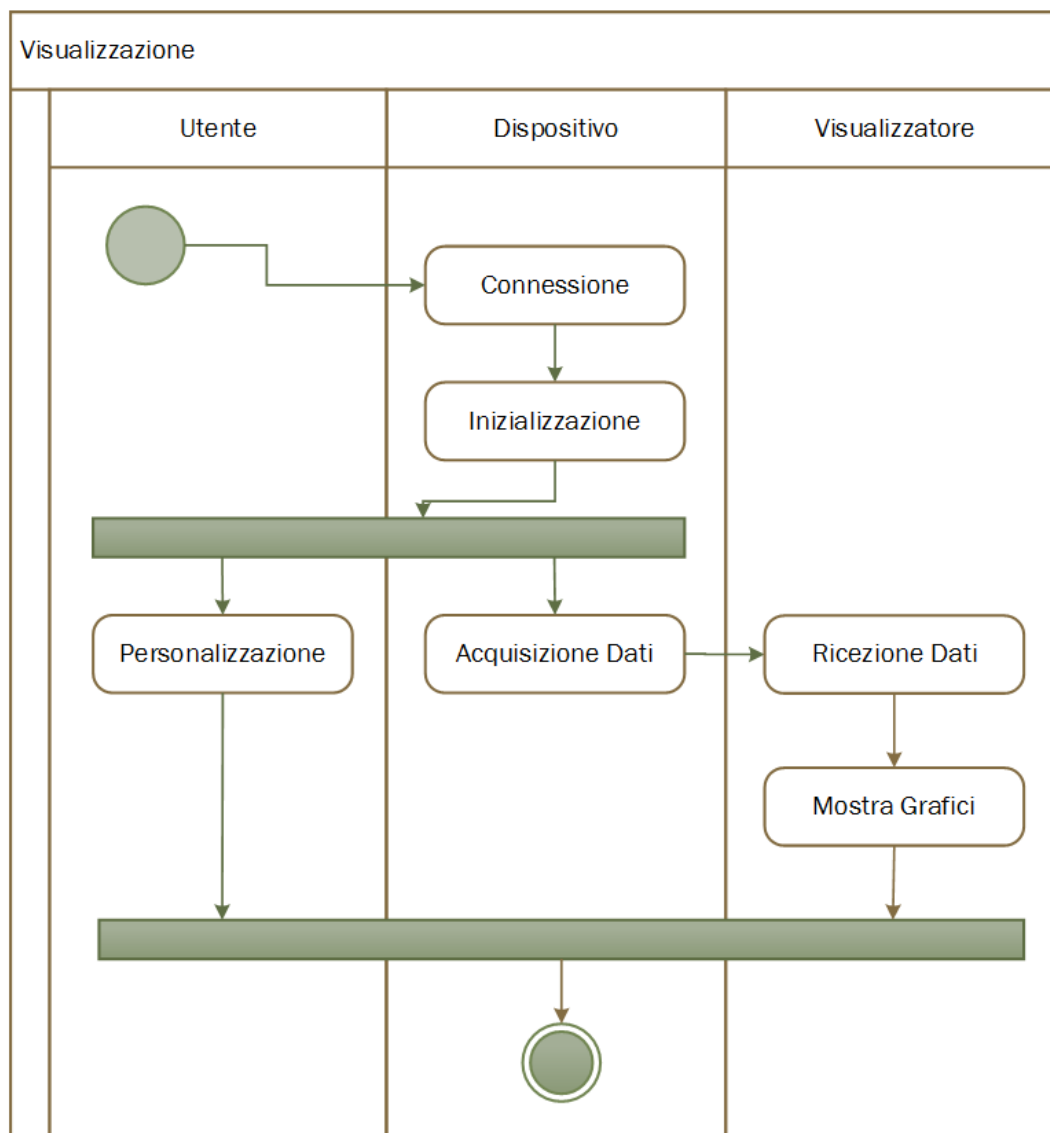 Visualizzazione
Utente
Dispositivo
Visualizzatore
Connessione
Inizializzazione
Personalizzazione
Acquisizione Dati
Ricezione Dati
Mostra Grafici